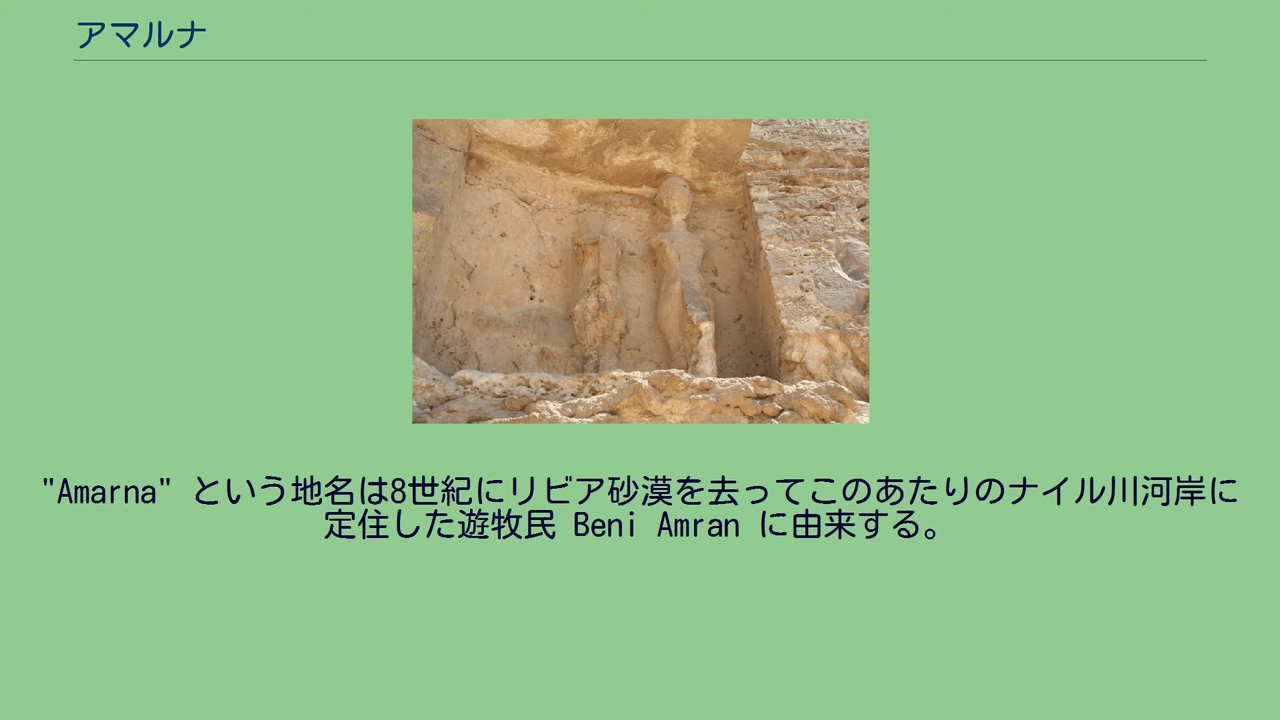 アマルナ
"Amarna" という地名は8世紀にリビア砂漠を去ってこのあたりのナイル川河岸に
定住した遊牧民 Beni Amran に由来する。